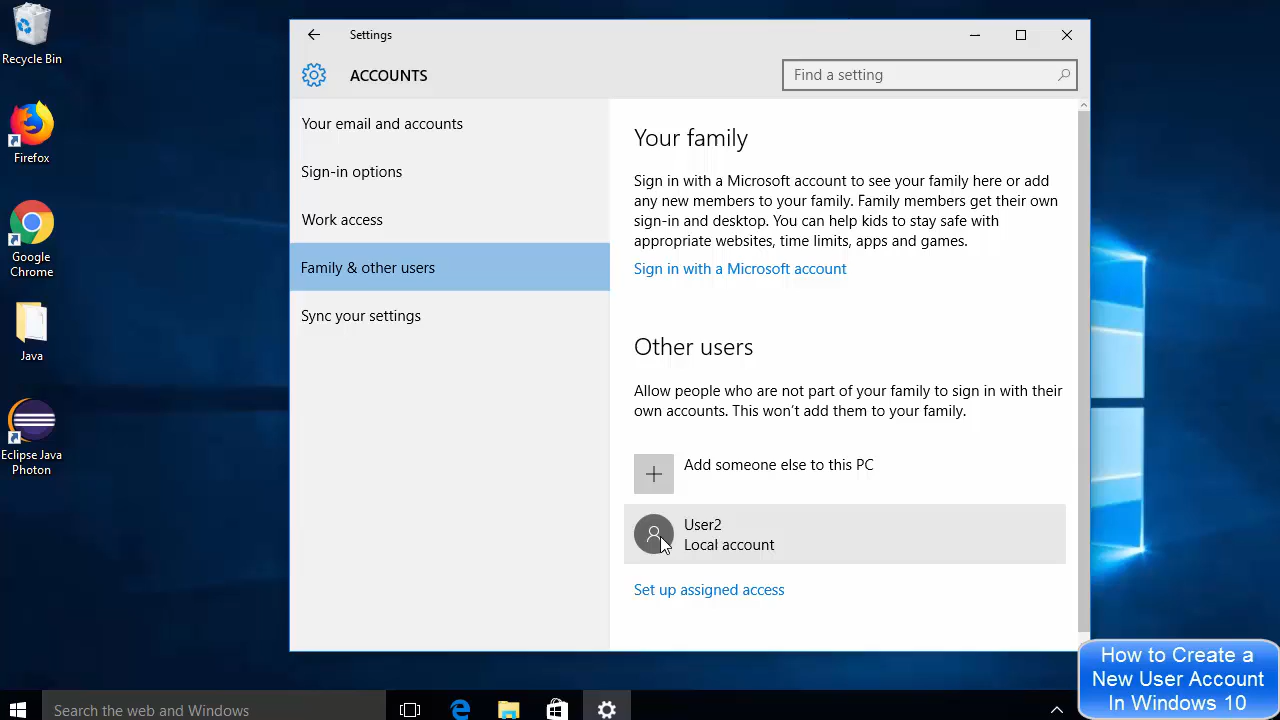 Recycle Bin
Firefox
Google
Chrome
Java
Eclipse Java
Photon
Settings
ACCOUNTS
Find a setting
Your email and accounts
Sign-in options
Work access
Family & other users
Sync your settings
Your family
Sign in with a Microsoft account to see your family here or add
any new members to your family. Family members get their own
sign-in and desktop. You can help kids to stay safe with
appropriate websites, time limits, apps and games.
Sign in with a Microsoft account
Other users
Allow people who are not part of your family to sign in with their
own accounts. This won't add them to your family.
Add someone else to this PC
User2
Local account
Set up assigned access
How to Create a
New User Account
In Windows 10
Search the web and Windows